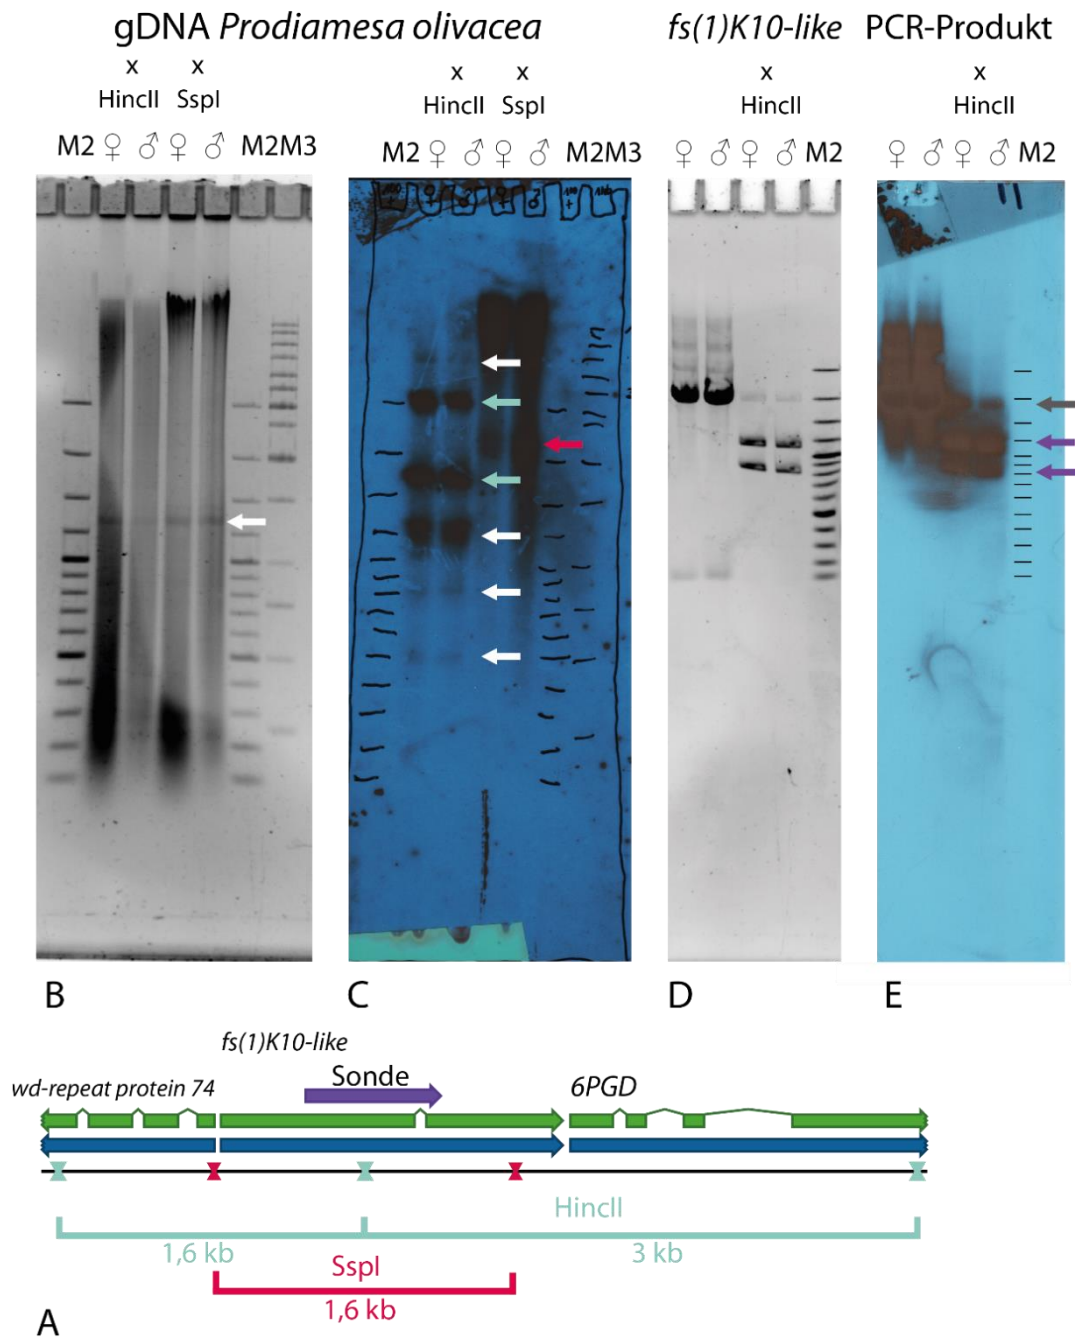 gDNA Prodiamesa olivacea
x x
HincII SspI
M2 ♀ ♂ ♀ ♂ M2M3
x x
HincII SspI
M2 ♀ ♂ ♀ ♂ M2M3
fs(1)K10-like PCR-Produkt
x
HincII
♀ ♂ ♀ ♂ M2
x
HincII
♀ ♂ ♀ ♂ M2
B
C
D
E
fs(1)K10-like
wd-repeat protein 74
Sonde
6PGD
HincII
1,6 kb
3 kb
SspI
1,6 kb
A